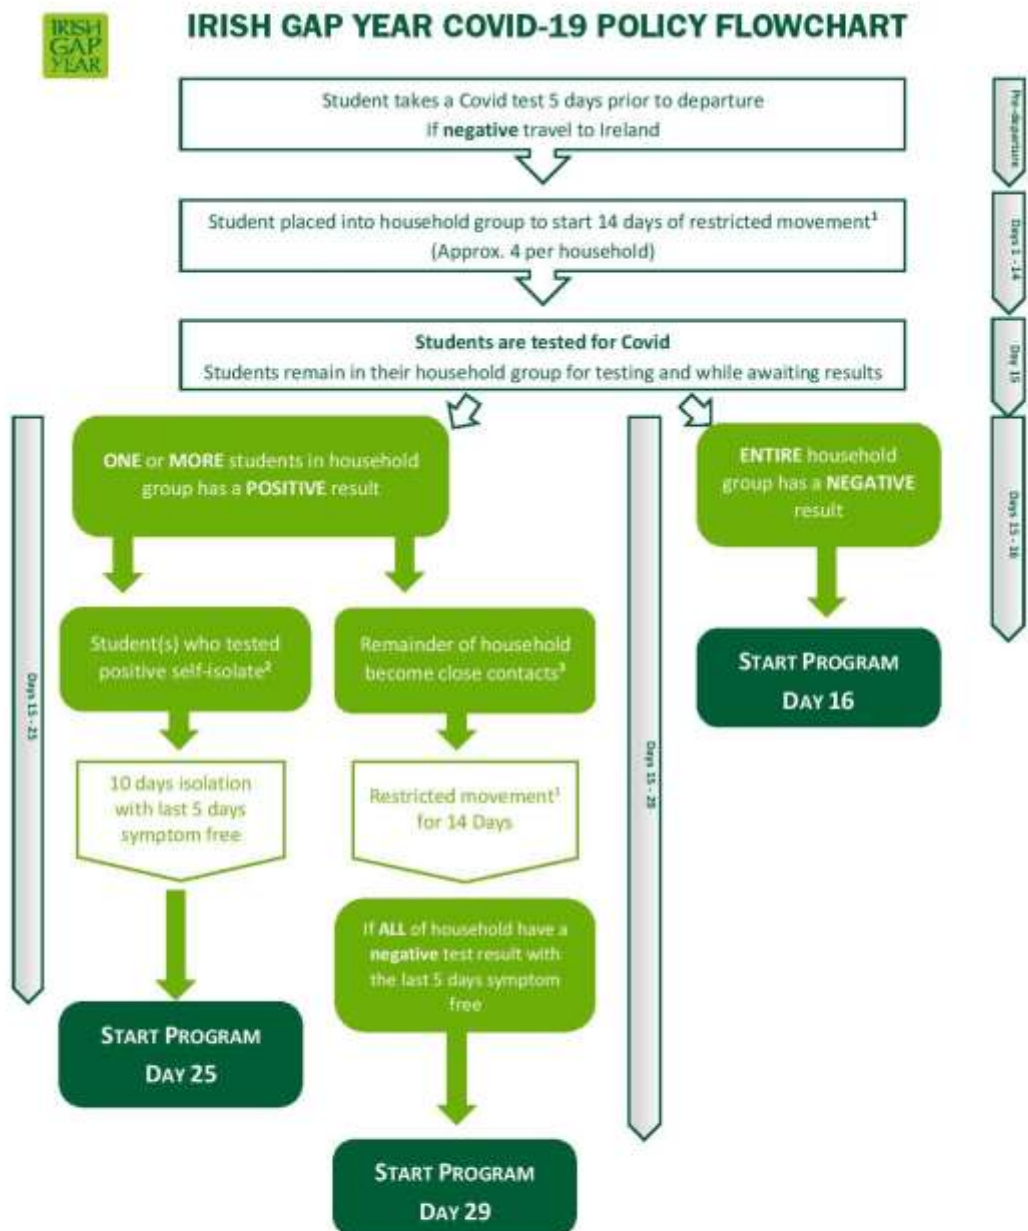 IRISH
GAP
YEAR
IRISH GAP YEAR COVID-19 POLICY FLOWCHART
Student takes a Covid test 5 days prior to departure
If negative travel to Ireland
Pre-departure
Student placed into household group to start 14 days of restricted movement¹
(Approx. 4 per household)
Days 1 - 14
Students are tested for Covid
Students remain in their household group for testing and while awaiting results
Day 15
ONE or MORE students in household
group has a POSITIVE result
ENTIRE household
group has a NEGATIVE
result
Days 15 - 16
Student(s) who tested
positive self-isolate²
Remainder of household
become close contacts³
START PROGRAM
DAY 16
Days 15 - 25
Days 15 - 29
10 days isolation
with last 5 days
symptom free
Restricted movement¹
for 14 Days
If ALL of household have a
negative test result with
the last 5 days symptom
free
START PROGRAM
DAY 25
START PROGRAM
DAY 29